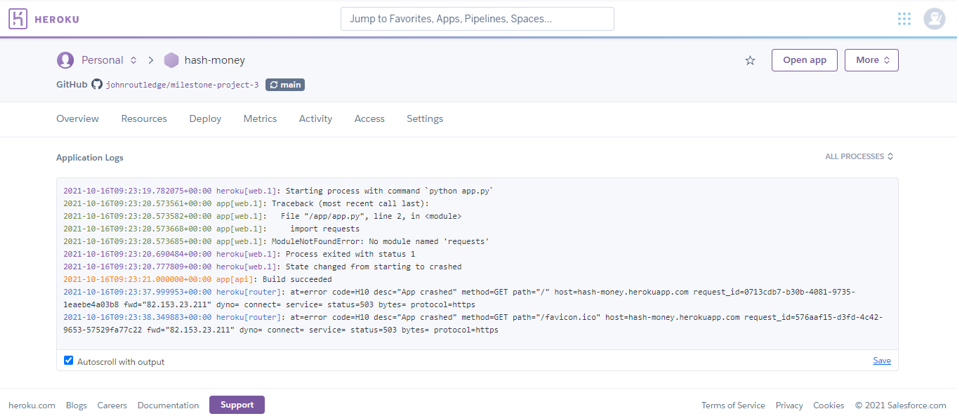 HEROKU
Jump to Favorites, Apps, Pipelines, Spaces...
Personal > hash-money
Open app
More
GitHub johnroutledge/milestone-project-3 main
Overview Resources Deploy Metrics Activity Access Settings
Application Logs
ALL PROCESSES
2021-10-16T09:23:19.782075+00:00 heroku[web.1]: Starting process with command `python app.py`
2021-10-16T09:23:20.573561+00:00 app[web.1]: Traceback (most recent call last):
2021-10-16T09:23:20.573582+00:00 app[web.1]:   File "/app/app.py", line 2, in <module>
2021-10-16T09:23:20.573668+00:00 app[web.1]:     import requests
2021-10-16T09:23:20.573685+00:00 app[web.1]: ModuleNotFoundError: No module named 'requests'
2021-10-16T09:23:20.690484+00:00 heroku[web.1]: Process exited with status 1
2021-10-16T09:23:20.777809+00:00 heroku[web.1]: State changed from starting to crashed
2021-10-16T09:23:21.000000+00:00 app[api]: Build succeeded
2021-10-16T09:23:37.999953+00:00 heroku[router]: at=error code=H10 desc="App crashed" method=GET path="/" host=hash-money.herokuapp.com request_id=0713cdb7-b30b-4081-9735-
1eaebe4a03b8 fwd="82.153.23.211" dyno= connect= service= status=503 bytes= protocol=https
2021-10-16T09:23:38.349883+00:00 heroku[router]: at=error code=H10 desc="App crashed" method=GET path="/favicon.ico" host=hash-money.herokuapp.com request_id=576aaf15-d3fd-4c42-
9653-57529fa77c22 fwd="82.153.23.211" dyno= connect= service= status=503 bytes= protocol=https
Autoscroll with output
Save
heroku.com Blogs Careers Documentation Support
Terms of Service Privacy Cookies © 2021 Salesforce.com